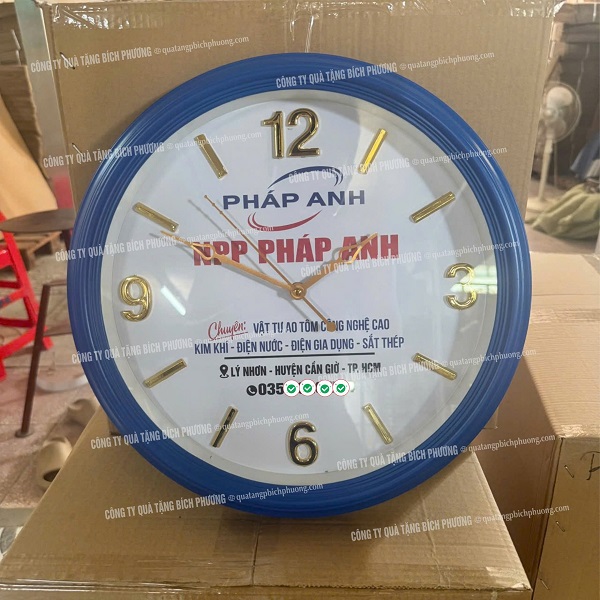 CÔNG TY QUÀ TẶNG BÍCH PHƯƠNG @ quatangpbichphuong.com
12
PHÁP ANH
NPP PHÁP ANH
9
3
Chuyên: VẬT TƯ AO TÔM CÔNG NGHỆ CAO
KIM KHÍ - ĐIỆN NƯỚC - ĐIỆN GIA DỤNG - SẮT THÉP
LÝ NHƠN - HUYỆN CẦN GIỜ - TP. HCM
035
6